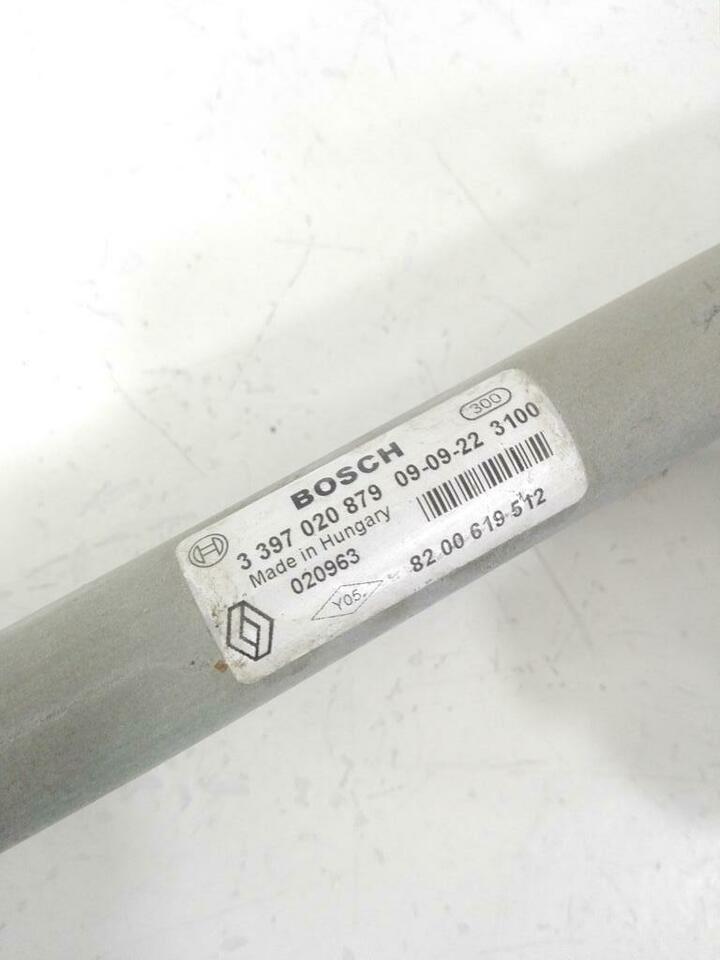 300
BOSCH
3 397 020 879 09-09-22 3100
Made in Hungary
020963
Y05. 82 00 619 512